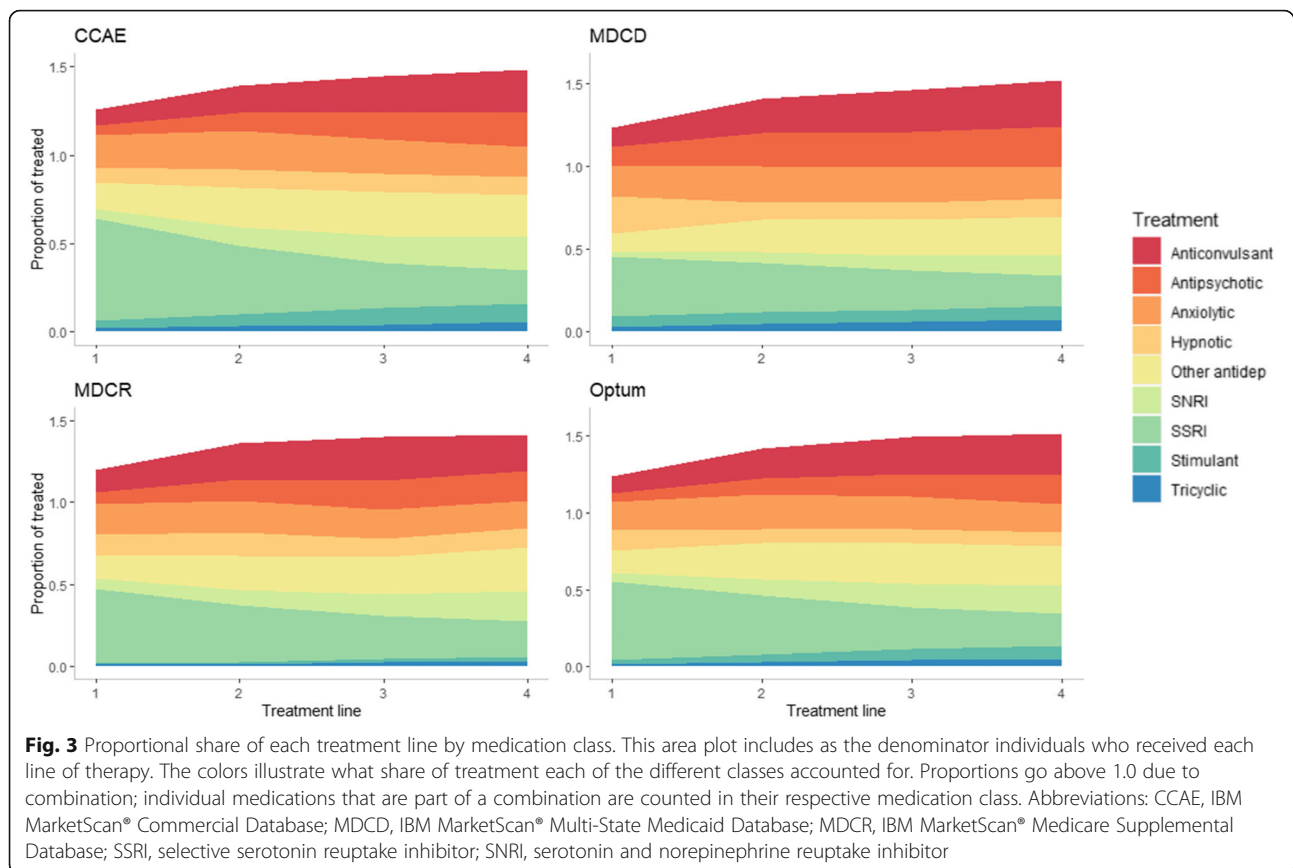 CCAE
MDCD
1.5
1.0
0.5
0.0
Proportion of treated
1 2 3 4
1.5
1.0
0.5
0.0
1 2 3 4
MDCR
Optum
1.5
1.0
0.5
0.0
Proportion of treated
1 2 3 4
Treatment line
1.5
1.0
0.5
0.0
1 2 3 4
Treatment line
Treatment
Anticonvulsant
Antipsychotic
Anxiolytic
Hypnotic
Other antidep
SNRI
SSRI
Stimulant
Tricyclic
Fig. 3 Proportional share of each treatment line by medication class. This area plot includes as the denominator individuals who received each
line of therapy. The colors illustrate what share of treatment each of the different classes accounted for. Proportions go above 1.0 due to
combination; individual medications that are part of a combination are counted in their respective medication class. Abbreviations: CCAE, IBM
MarketScan® Commercial Database; MDCD, IBM MarketScan® Multi-State Medicaid Database; MDCR, IBM MarketScan® Medicare Supplemental
Database; SSRI, selective serotonin reuptake inhibitor; SNRI, serotonin and norepinephrine reuptake inhibitor